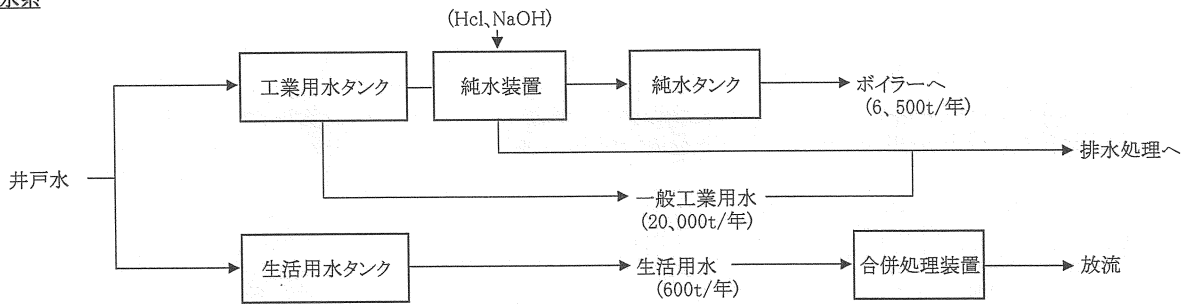 水系
(Hcl、NaOH)
工業用水タンク
純水装置
純水タンク
ボイラーへ
(6、500t/年)
排水処理へ
井戸水
一般工業用水
(20、000t/年)
生活用水タンク
生活用水
(600t/年)
合併処理装置
放流